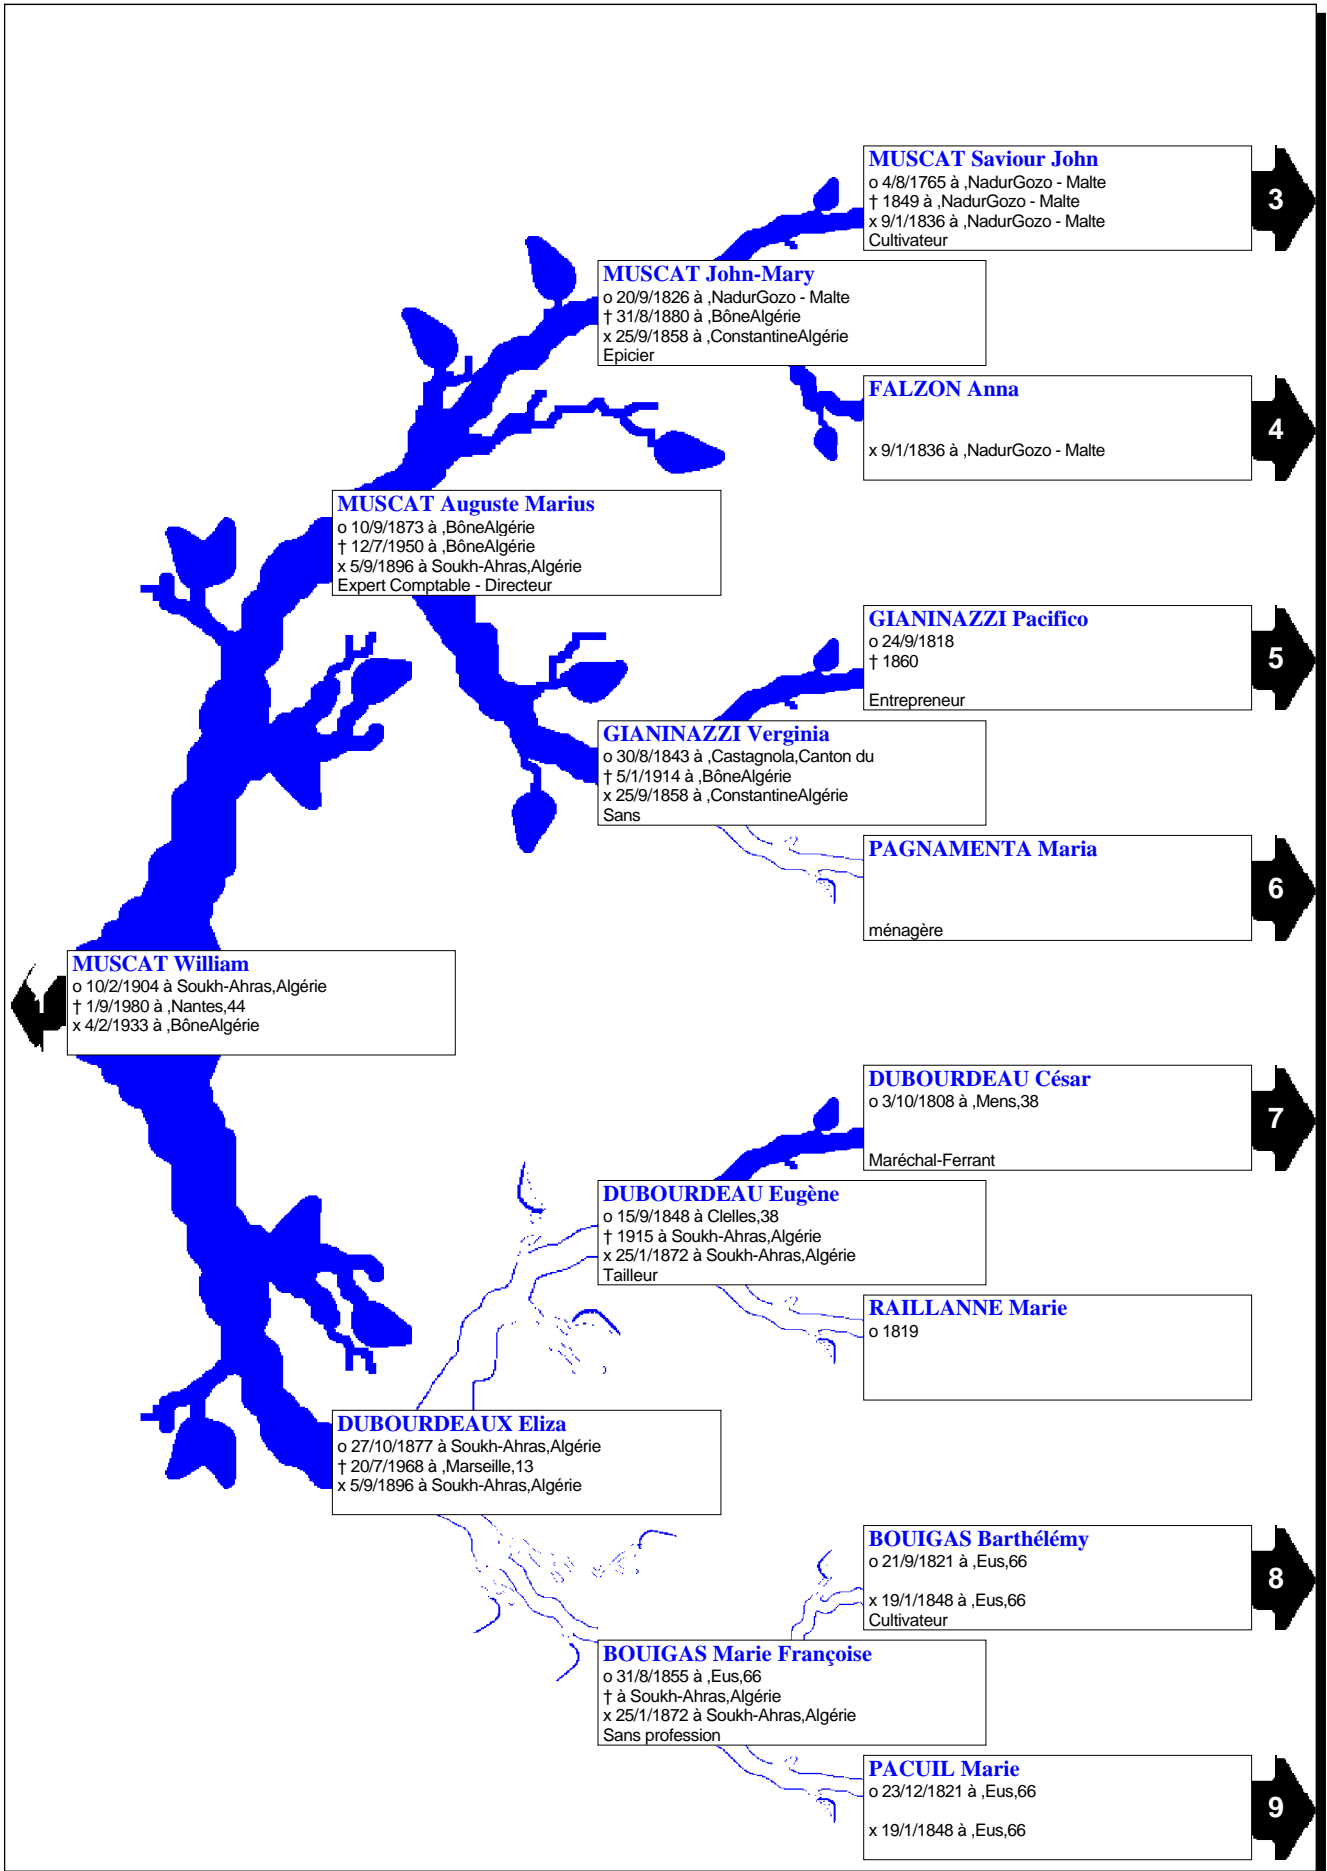 MUSCAT Saviour John
o 4/8/1765 à ,NadurGozo - Malte
† 1849 à ,NadurGozo - Malte
x 9/1/1836 à ,NadurGozo - Malte
Cultivateur
3
MUSCAT John-Mary
o 20/9/1826 à ,NadurGozo - Malte
† 31/8/1880 à ,BôneAlgérie
x 25/9/1858 à ,ConstantineAlgérie
Epicier
FALZON Anna
x 9/1/1836 à ,NadurGozo - Malte
4
MUSCAT Auguste Marius
o 10/9/1873 à ,BôneAlgérie
† 12/7/1950 à ,BôneAlgérie
x 5/9/1896 à Soukh-Ahras,Algérie
Expert Comptable - Directeur
GIANINAZZI Pacifico
o 24/9/1818
† 1860
Entrepreneur
5
GIANINAZZI Verginia
o 30/8/1843 à ,Castagnola,Canton du
† 5/1/1914 à ,BôneAlgérie
x 25/9/1858 à ,ConstantineAlgérie
Sans
PAGNAMENTA Maria
ménagère
6
MUSCAT William
o 10/2/1904 à Soukh-Ahras,Algérie
† 1/9/1980 à ,Nantes,44
x 4/2/1933 à ,BôneAlgérie
DUBOURDEAU César
o 3/10/1808 à ,Mens,38
Maréchal-Ferrant
7
DUBOURDEAU Eugène
o 15/9/1848 à Clelles,38
† 1915 à Soukh-Ahras,Algérie
x 25/1/1872 à Soukh-Ahras,Algérie
Tailleur
RAILLANNE Marie
o 1819
DUBOURDEAUX Eliza
o 27/10/1877 à Soukh-Ahras,Algérie
† 20/7/1968 à ,Marseille,13
x 5/9/1896 à Soukh-Ahras,Algérie
BOUIGAS Barthélémy
o 21/9/1821 à ,Eus,66
x 19/1/1848 à ,Eus,66
Cultivateur
8
BOUIGAS Marie Françoise
o 31/8/1855 à ,Eus,66
† à Soukh-Ahras,Algérie
x 25/1/1872 à Soukh-Ahras,Algérie
Sans profession
PACUIL Marie
o 23/12/1821 à ,Eus,66
x 19/1/1848 à ,Eus,66
9